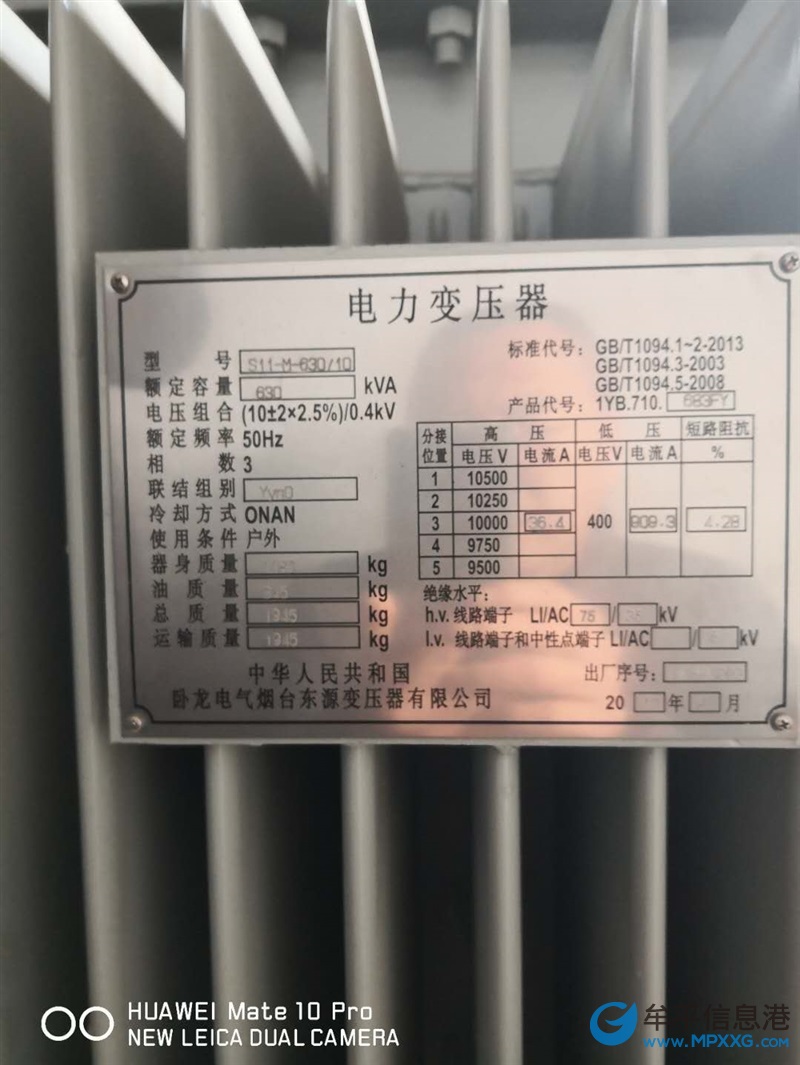 电力变压器
型号 S11-M-630/10
额定容量 630 kVA
电压组合 (10±2×2.5%)/0.4kV
额定频率 50Hz
相数 3
联结组别 Yyn0
冷却方式 ONAN
使用条件 户外
器身质量 kg
油质量 kg
总质量 1945 kg
运输质量 1945 kg
标准代号: GB/T1094.1~2-2013
GB/T1094.3-2003
GB/T1094.5-2008
产品代号: 1YB.710. 683FY
分接位置 高压 低压 短路阻抗
电压V 电流A 电压V 电流A %
1 10500
2 10250
3 10000 36.4 400 909.3 4.28
4 9750
5 9500
绝缘水平:
h.v. 线路端子 LI/AC 75 / 35 kV
l.v. 线路端子和中性点端子 LI/AC / kV
中华人民共和国
卧龙电气烟台东源变压器有限公司
出厂序号:
20 年 月
HUAWEI Mate 10 Pro
NEW LEICA DUAL CAMERA
牟平信息港
www.MPXXG.com